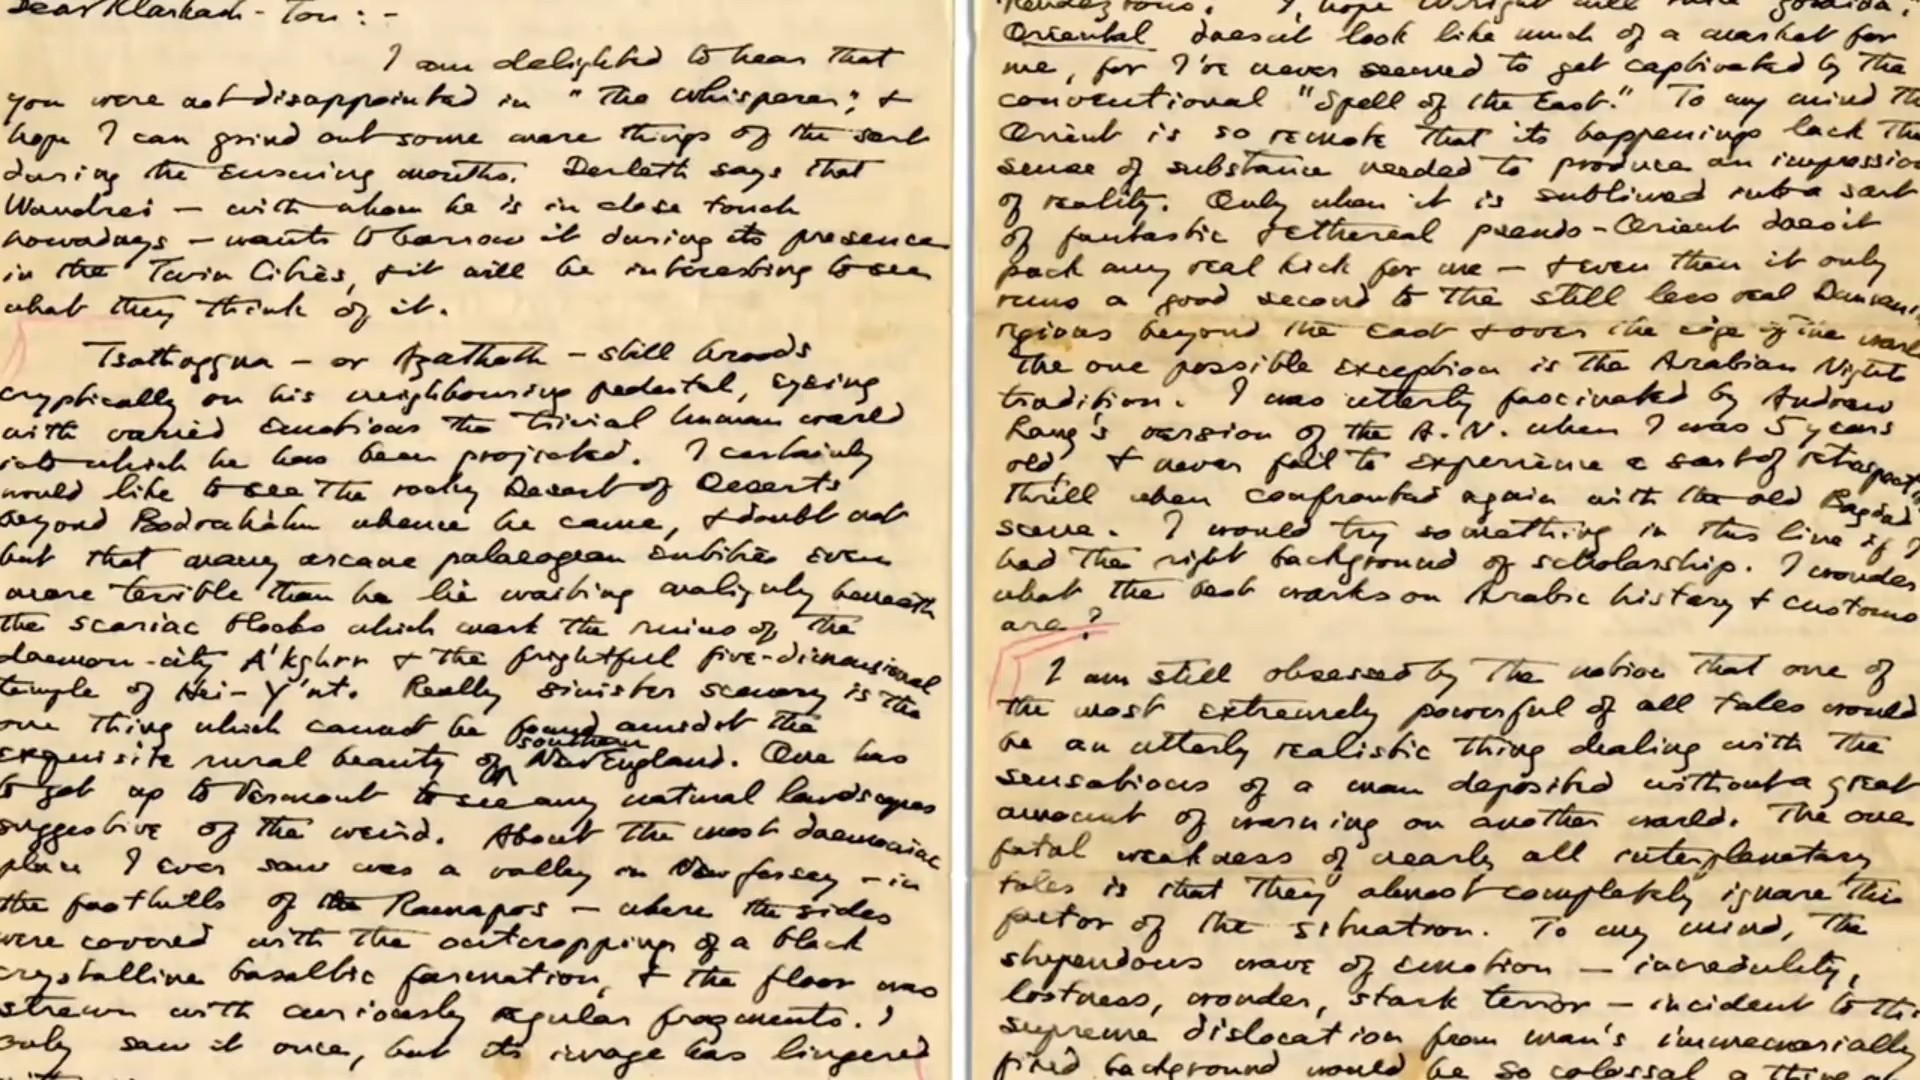 Dear Klarkash-Ton:-
I am delighted to hear that
you were not disappointed in "The Whisperer", &
hope I can grind out some more things of the sort
during the ensuing months. Derleth says that
Wandrei — with whom he is in close touch
nowadays — wants to borrow it during its presence
in the Twin Cities, & it will be interesting to see
what they think of it.
Tsathoggua — or Azathoth — still broods
cryptically on his neighbouring pedestal, eyeing
with varied emotions the trivial human world
into which he has been projected. I certainly
would like to see the rocky Desert of Deserts
beyond whence he came, & doubt not
but that many arcane palaeogean entities even
more terrible than he lie waiting malignly beneath
the scoriac blocks which mark the ruins of the
daemon-city A'kghrr & the frightful five-dimensional
temple of Hei-Y'nt. Really sinister scenery is the
one thing which cannot be found amidst the
exquisite rural beauty of southern New England. One has
to get up to Vermont to see any natural landscapes
suggestive of the weird. About the most daemoniac
place I ever saw was a valley in New Jersey — in
the foothills of the Ramapos — where the sides
were covered with the outcropping of a black
crystalline basaltic formation, & the floor was
strewn with curiously regular fragments. I
only saw it once, but its image has lingered
Rendezvous. I hope Wright will take
Oriental doesn't look like much of a market for
me, for I've never seemed to get captivated by the
conventional "Spell of the East." To my mind th
Orient is so remote that its happenings lack the
sense of substance needed to produce an impression
of reality. Only when it is sublimed into a sort
of fantastic & ethereal pseudo-Orient does it
pack any real kick for me — & even then it only
runs a good second to the still less real Dunsani
regions beyond the East & over the edge of the world
The one possible exception is the Arabian Nights
tradition. I was utterly fascinated by Andrew
Lang's version of the A. N. when I was 5 years
old, & never fail to experience a sort of retrospect
thrill when confronted again with the old Bagdad
scene. I would try something in this line if I
had the right background of scholarship. I wonder
what the best works on Arabic history & customs
are?
I am still obsessed by the notion that one of
the most extremely powerful of all tales would
be an utterly realistic thing dealing with the
sensations of a man deposited without a great
amount of warning on another world. The one
fatal weakness of nearly all interplanetary
tales is that they almost completely ignore this
factor of the situation. To my mind, the
stupendous wave of emotion — incredulity,
lostness, wonder, stark terror — incident to this
supreme dislocation from man's immemorially
fixed background would be so colossal a thing